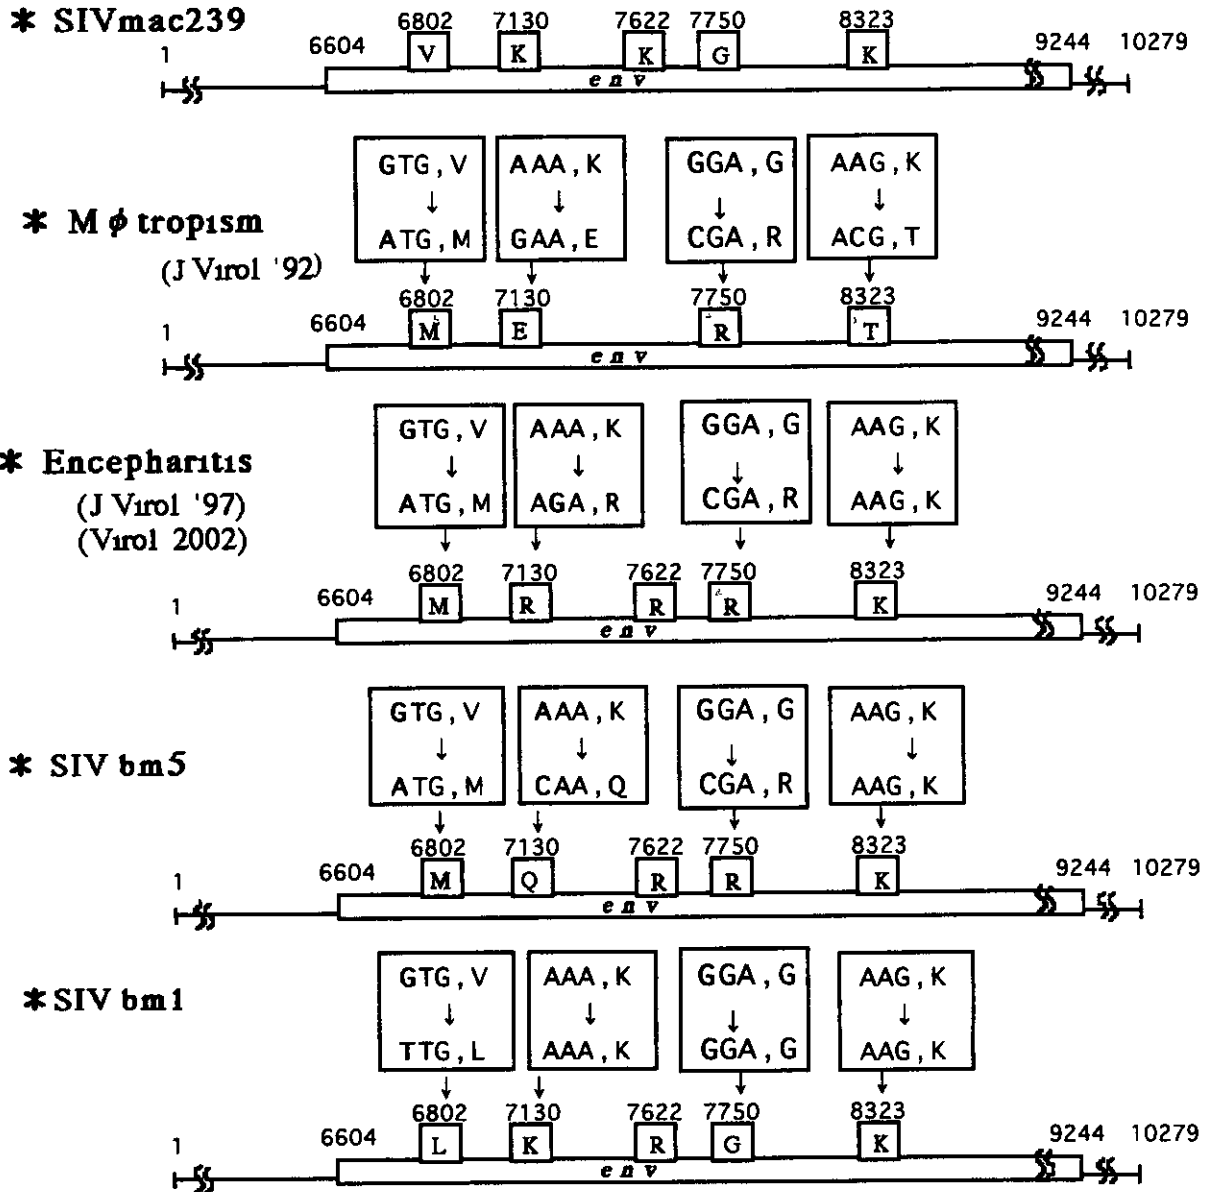 * SIVmac239
6802 7130 7622 7750 8323
1 6604 V K K G K 9244 10279
env
GTG, V AAA, K GGA, G AAG, K
↓ ↓ ↓ ↓
ATG, M GAA, E CGA, R ACG, T
* Mφ tropism
(J Virol '92)
6802 7130 7750 8323
1 6604 M E R T 9244 10279
env
GTG, V AAA, K GGA, G AAG, K
↓ ↓ ↓ ↓
ATG, M AGA, R CGA, R AAG, K
* Encepharitis
(J Virol '97)
(Virol 2002)
6802 7130 7622 7750 8323
1 6604 M R R R K 9244 10279
env
GTG, V AAA, K GGA, G AAG, K
↓ ↓ ↓ ↓
ATG, M CAA, Q CGA, R AAG, K
* SIV bm5
6802 7130 7622 7750 8323
1 6604 M Q R R K 9244 10279
env
GTG, V AAA, K GGA, G AAG, K
↓ ↓ ↓ ↓
TTG, L AAA, K GGA, G AAG, K
* SIV bm1
6802 7130 7622 7750 8323
1 6604 L K R G K 9244 10279
env